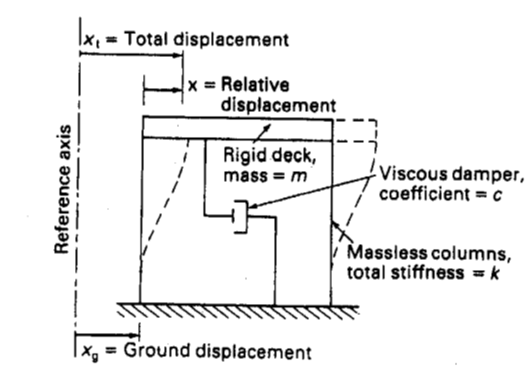 xₜ = Total displacement
x = Relative
displacement
Reference axis
Rigid deck,
mass = m
Viscous damper,
coefficient = c
Massless columns,
total stiffness = k
x_g = Ground displacement